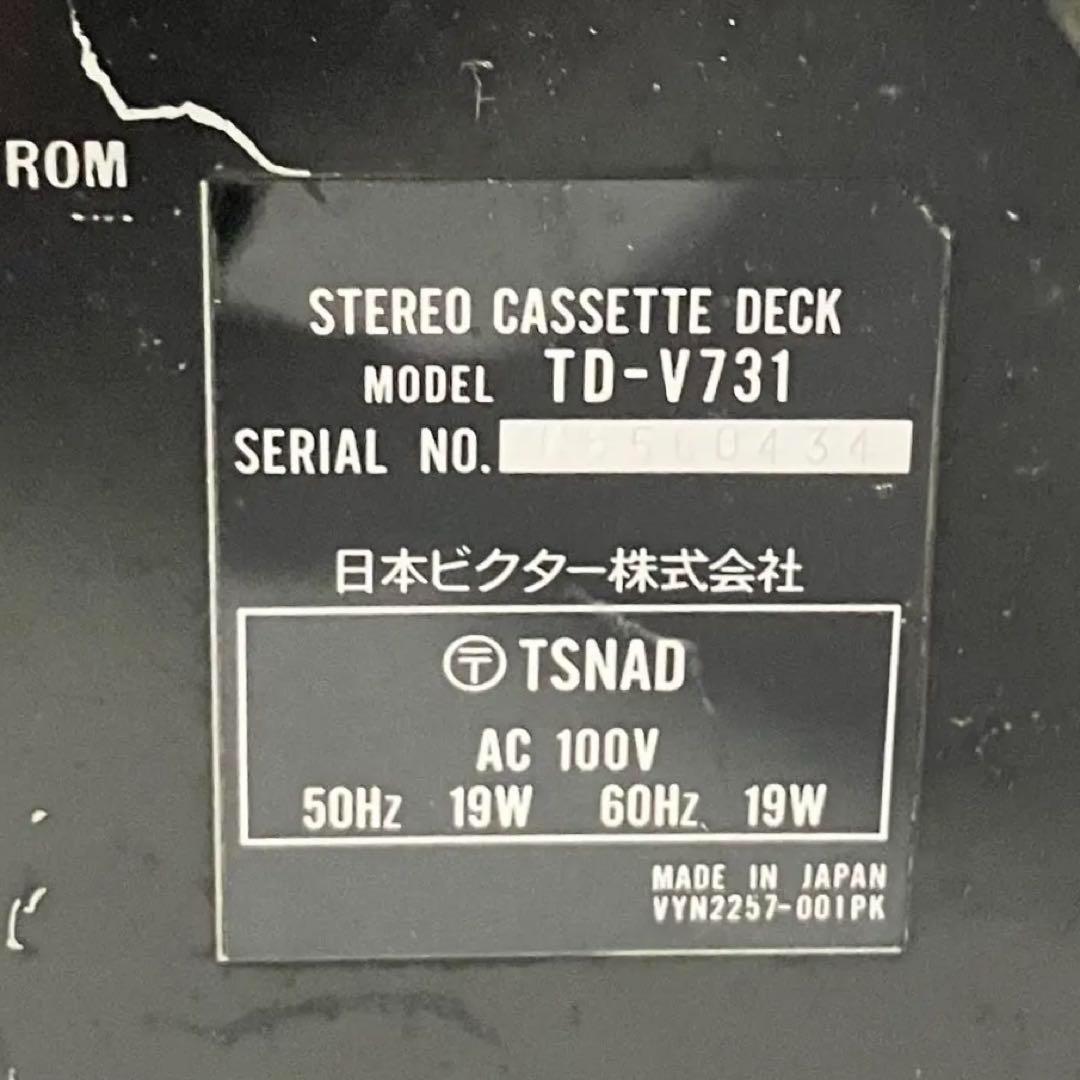 ROM
STEREO CASSETTE DECK
MODEL TD-V731
SERIAL NO.
日本ビクター株式会社
〶 TSNAD
AC 100V
50Hz 19W 60Hz 19W
MADE IN JAPAN
VYN2257-001PK